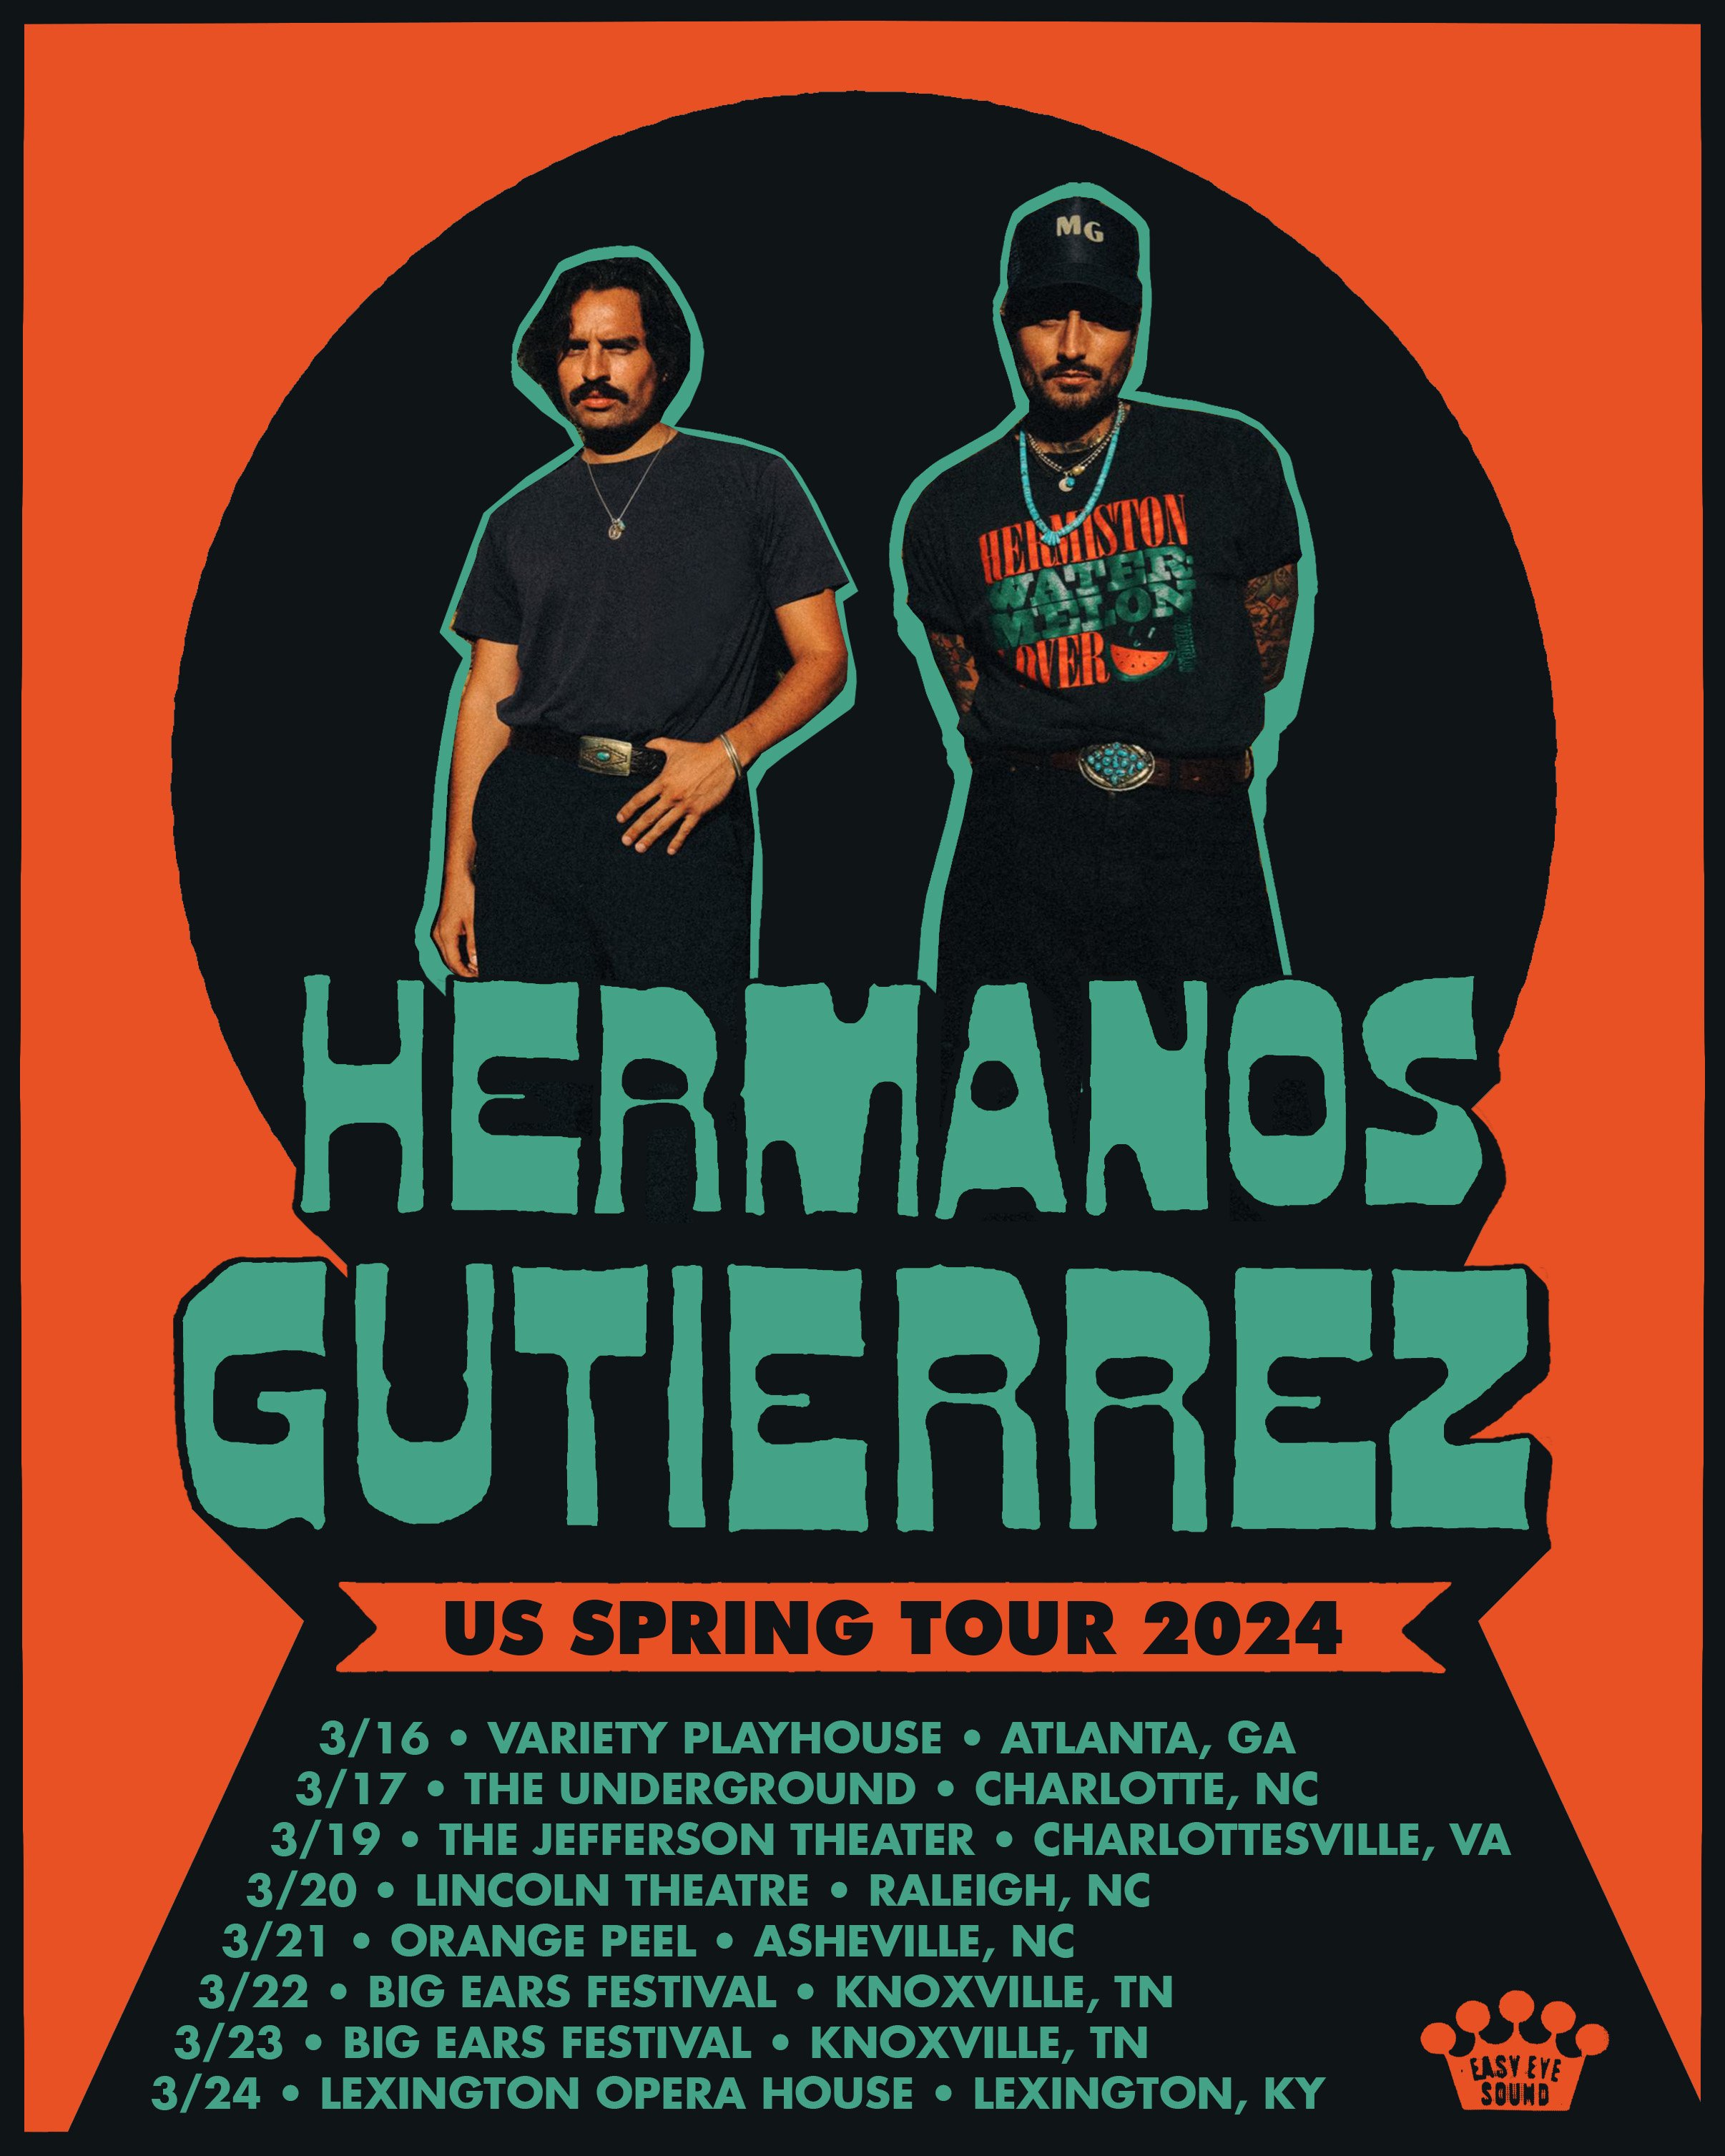 MG
HERMISTON
WATER
MELON
LOVER
HERMANOS
GUTIERREZ
US SPRING TOUR 2024
3/16 • VARIETY PLAYHOUSE • ATLANTA, GA
3/17 • THE UNDERGROUND • CHARLOTTE, NC
3/19 • THE JEFFERSON THEATER • CHARLOTTESVILLE, VA
3/20 • LINCOLN THEATRE • RALEIGH, NC
3/21 • ORANGE PEEL • ASHEVILLE, NC
3/22 • BIG EARS FESTIVAL • KNOXVILLE, TN
3/23 • BIG EARS FESTIVAL • KNOXVILLE, TN
3/24 • LEXINGTON OPERA HOUSE • LEXINGTON, KY
EASY EYE
SOUND